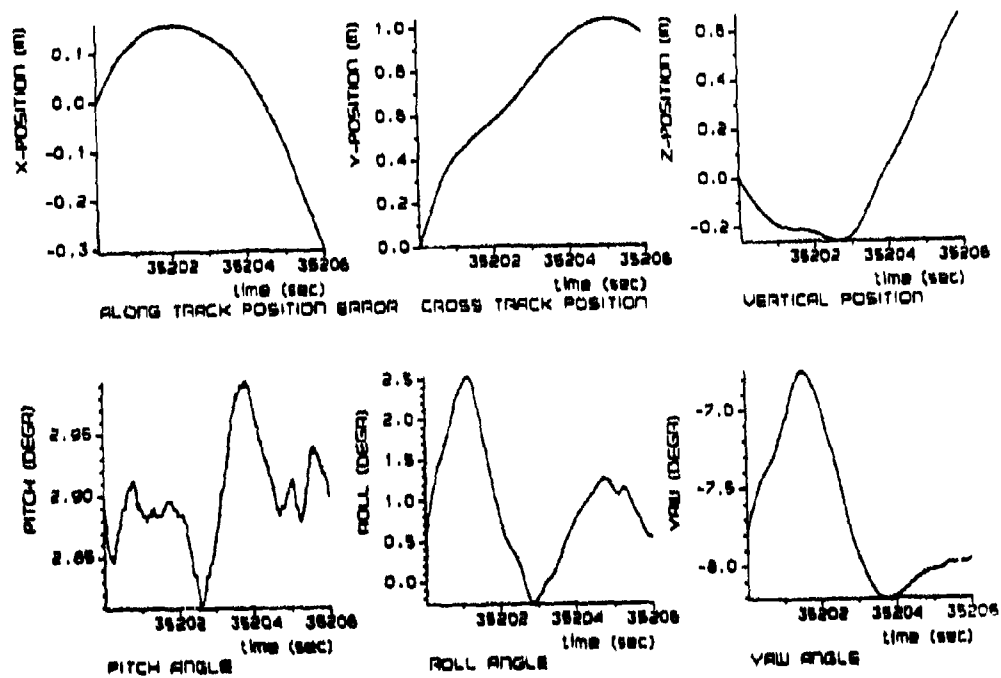 X-POSITION (m)
0.1
0.0
-0.1
-0.2
-0.3
35202 35204 35206
time (sec)
ALONG TRACK POSITION ERROR
Y-POSITION (m)
1.0
0.8
0.6
0.4
0.2
0.0
35202 35204 35206
time (sec)
CROSS TRACK POSITION
Z-POSITION (m)
0.6
0.4
0.2
0.0
-0.2
35202 35204 35206
time (sec)
VERTICAL POSITION
PITCH (DEGR)
2.95
2.90
2.85
35202 35204 35206
time (sec)
PITCH ANGLE
ROLL (DEGR)
2.5
2.0
1.5
1.0
0.5
0.0
35202 35204 35206
time (sec)
ROLL ANGLE
YAW (DEGR)
-7.0
-7.5
-8.0
35202 35204 35206
time (sec)
YAW ANGLE